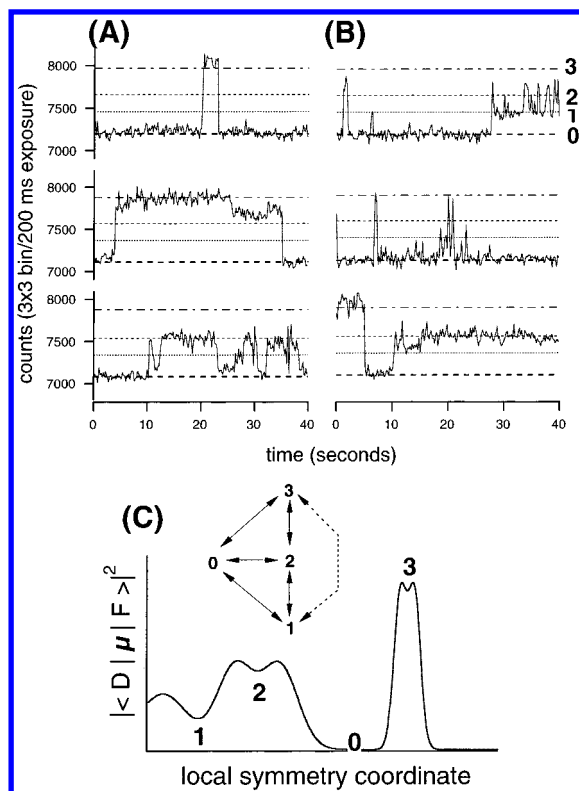 (A) (B)
8000
7500
7000
8000
7500
7000
8000
7500
7000
3
2
1
0
counts (3x3 bin/200 ms exposure)
0 10 20 30 40 0 10 20 30 40
time (seconds)
(C)
3
0 2
1
|< D | μ | F >|²
1 2 0 3
local symmetry coordinate